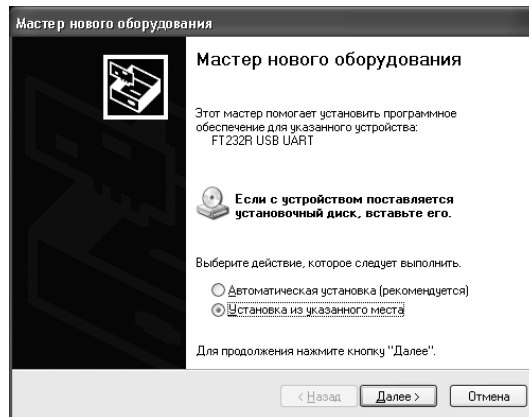 Мастер нового оборудования
Мастер нового оборудования
Этот мастер помогает установить программное
обеспечение для указанного устройства:
FT232R USB UART
Если с устройством поставляется
установочный диск, вставьте его.
Выберите действие, которое следует выполнить.
Автоматическая установка (рекомендуется)
Установка из указанного места
Для продолжения нажмите кнопку "Далее".
< Назад Далее > Отмена